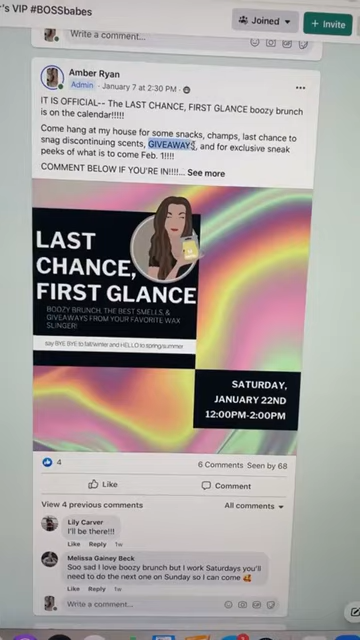 's VIP #BOSSbabes
Joined
+ Invite
Write a comment...
Amber Ryan
Admin · January 7 at 2:30 PM ·
IT IS OFFICIAL-- The LAST CHANCE, FIRST GLANCE boozy brunch
is on the calendar!!!!!
Come hang at my house for some snacks, champs, last chance to
snag discontinuing scents, GIVEAWAYS, and for exclusive sneak
peeks of what is to come Feb. 1!!!!
COMMENT BELOW IF YOU'RE IN!!!!... See more
LAST
CHANCE,
FIRST GLANCE
BOOZY BRUNCH, THE BEST SMELLS, &
GIVEAWAYS FROM YOUR FAVORITE WAX
SLINGER!
say BYE BYE to fall/winter and HELLO to spring/summer
SATURDAY,
JANUARY 22ND
12:00PM-2:00PM
4
6 Comments Seen by 68
Like
Comment
View 4 previous comments
All comments
Lily Carver
I'll be there!!!
Like Reply 1w
Melissa Gainey Beck
Soo sad I love boozy brunch but I work Saturdays you'll
need to do the next one on Sunday so I can come 🥰
Like Reply 1w
Write a comment...